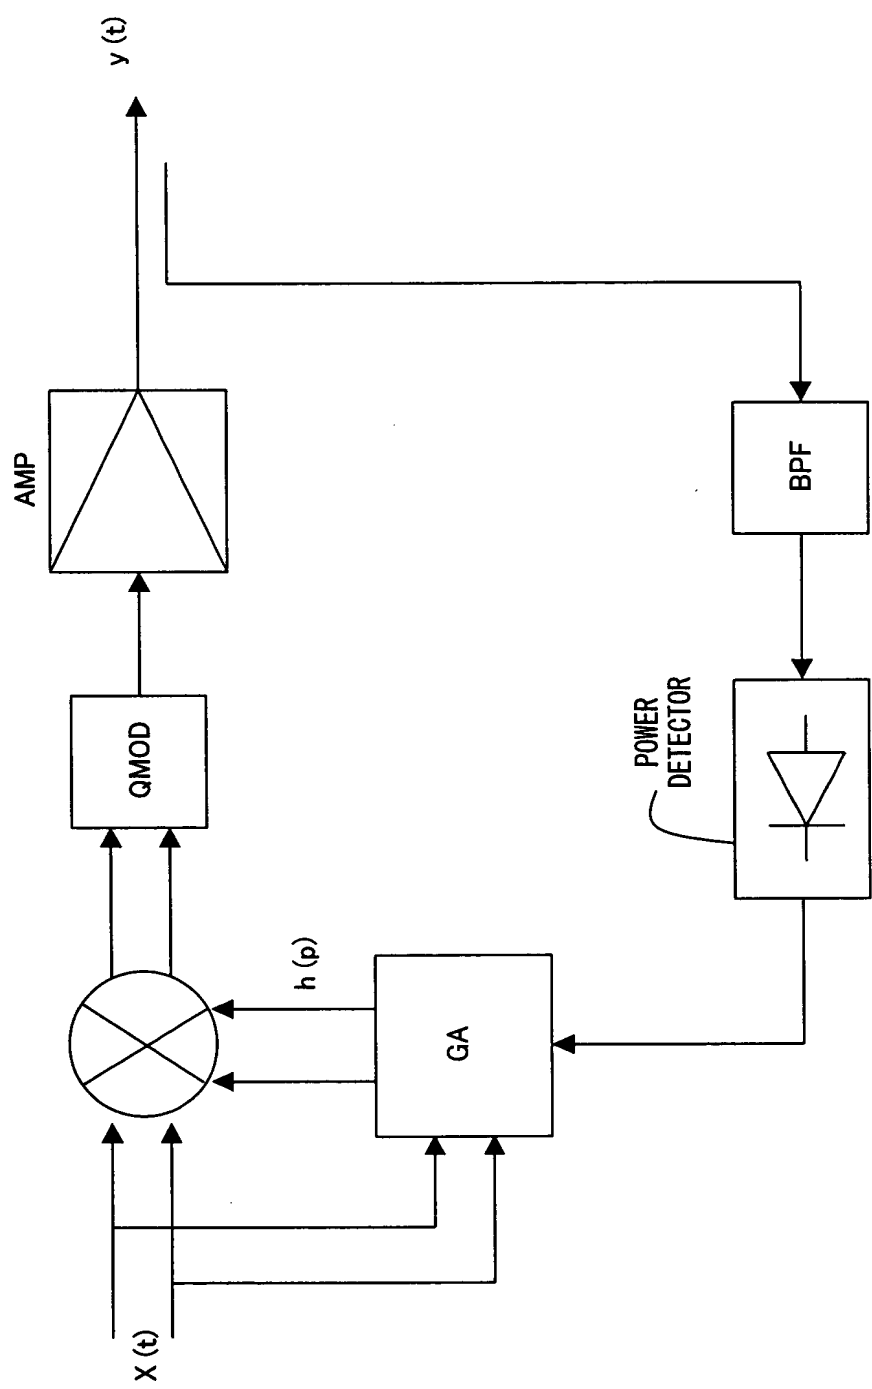 X (t)
QMOD
AMP
y (t)
h (p)
GA
POWER
DETECTOR
BPF